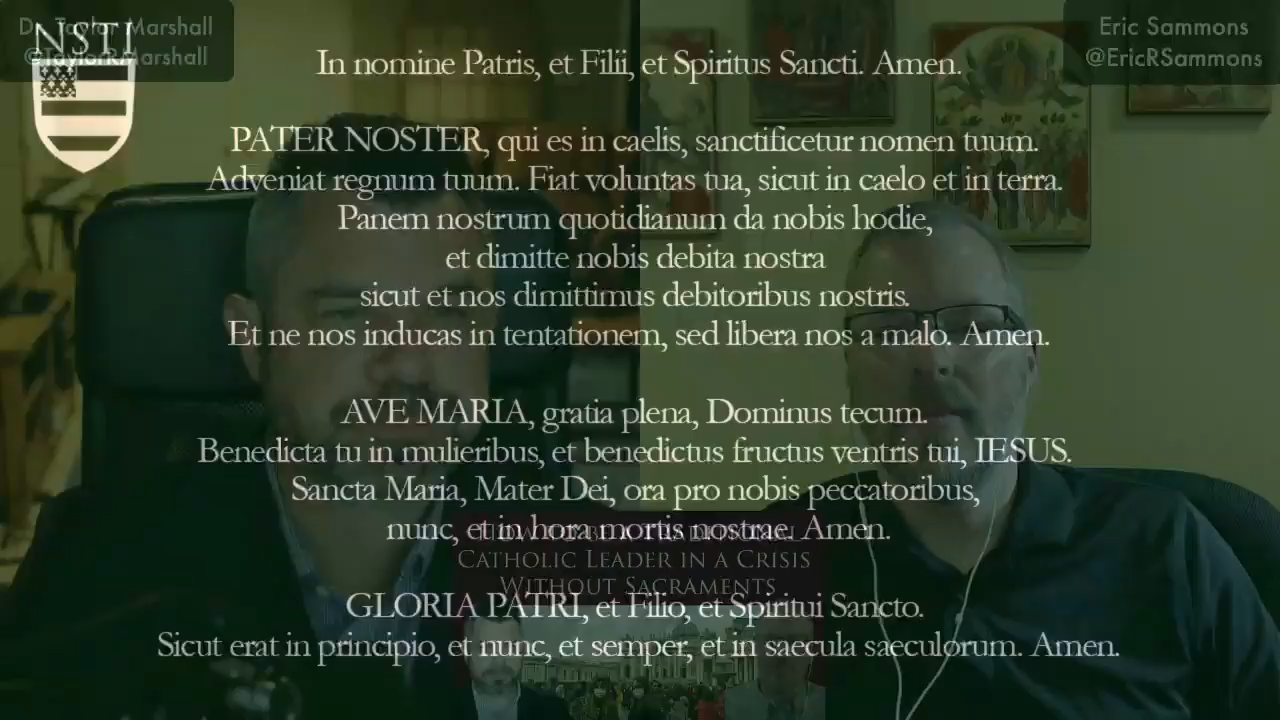 Dr. Taylor Marshall
@TaylorRMarshall
NSTI
Eric Sammons
@EricRSammons
In nomine Patris, et Filii, et Spiritus Sancti. Amen.
PATER NOSTER, qui es in caelis, sanctificetur nomen tuum.
Adveniat regnum tuum. Fiat voluntas tua, sicut in caelo et in terra.
Panem nostrum quotidianum da nobis hodie,
et dimitte nobis debita nostra
sicut et nos dimittimus debitoribus nostris.
Et ne nos inducas in tentationem, sed libera nos a malo. Amen.
AVE MARIA, gratia plena, Dominus tecum.
Benedicta tu in mulieribus, et benedictus fructus ventris tui, IESUS.
Sancta Maria, Mater Dei, ora pro nobis peccatoribus,
nunc, et in hora mortis nostrae. Amen.
How to be a Traditional
Catholic Leader in a Crisis
Without Sacraments
GLORIA PATRI, et Filio, et Spiritui Sancto.
Sicut erat in principio, et nunc, et semper, et in saecula saeculorum. Amen.